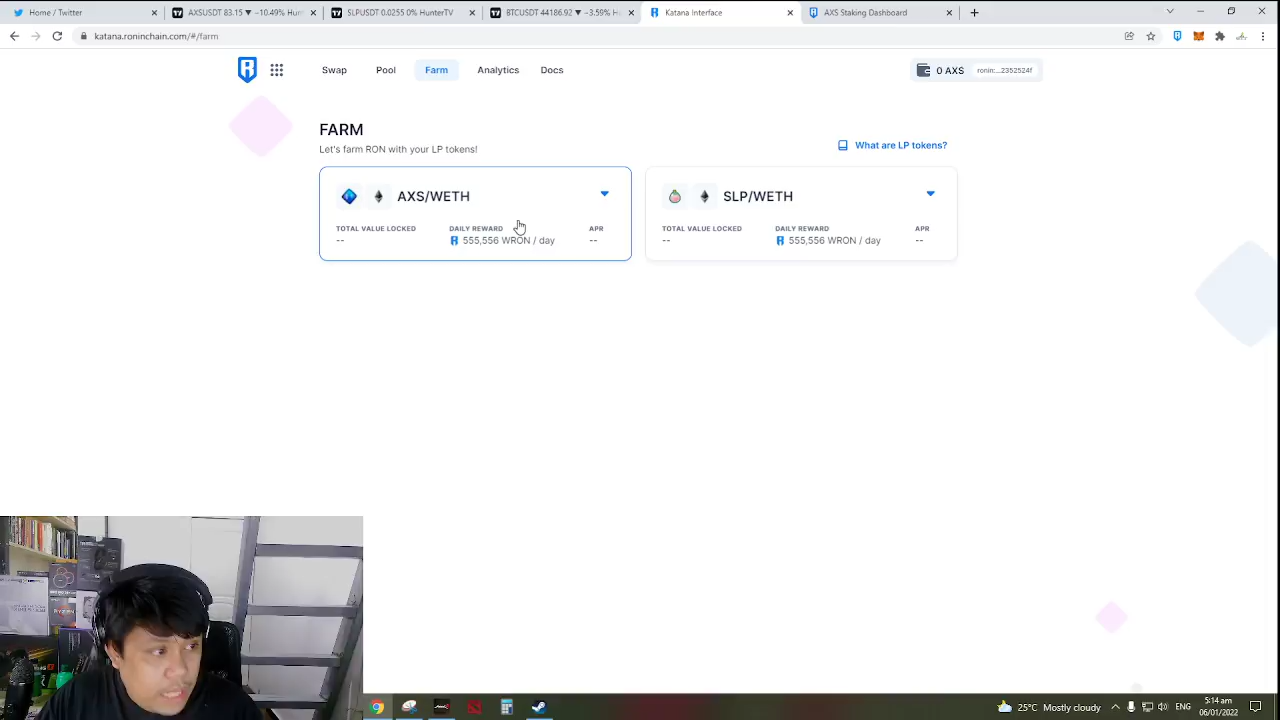 Home / Twitter
AXSUSDT 83.15 ▼ −10.49%
SLPUSDT 0.0255 0% HunterTV
BTCUSDT 44186.92 ▼ −3.59%
Katana Interface
AXS Staking Dashboard
katana.roninchain.com/#/farm
Swap Pool Farm Analytics Docs
0 AXS ronin:...2352524f
FARM
Let's farm RON with your LP tokens!
What are LP tokens?
AXS/WETH
TOTAL VALUE LOCKED DAILY REWARD APR
-- 555,556 WRON / day --
SLP/WETH
TOTAL VALUE LOCKED DAILY REWARD APR
-- 555,556 WRON / day --
25°C Mostly cloudy
ENG
5:14 pm
06/01/2022